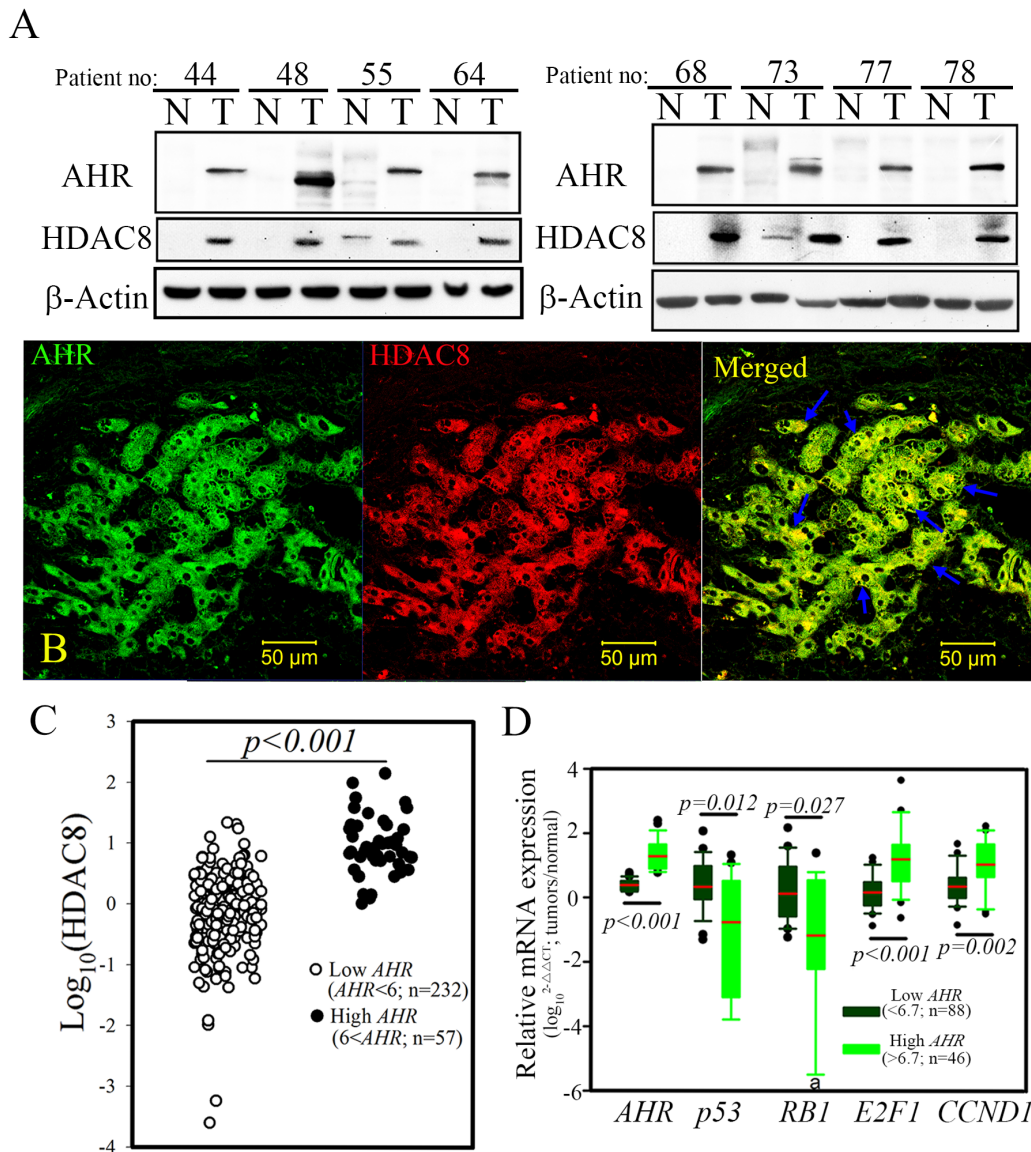 A
Patient no: 44 48 55 64
N T N T N T N T
AHR
HDAC8
β-Actin
Patient no: 68 73 77 78
N T N T N T N T
AHR
HDAC8
β-Actin
AHR
HDAC8
Merged
B
50 μm
50 μm
50 μm
C
Log10(HDAC8)
3
2
1
0
-1
-2
-3
-4
p<0.001
Low AHR
(AHR<6; n=232)
High AHR
(6<AHR; n=57)
D
Relative mRNA expression
(log10 2-ΔΔCT; tumors/normal)
4
2
0
-2
-4
-6
p=0.012
p=0.027
p<0.001
p<0.001
p=0.002
Low AHR
(<6.7; n=88)
High AHR
(>6.7; n=46)
a
AHR p53 RB1 E2F1 CCND1